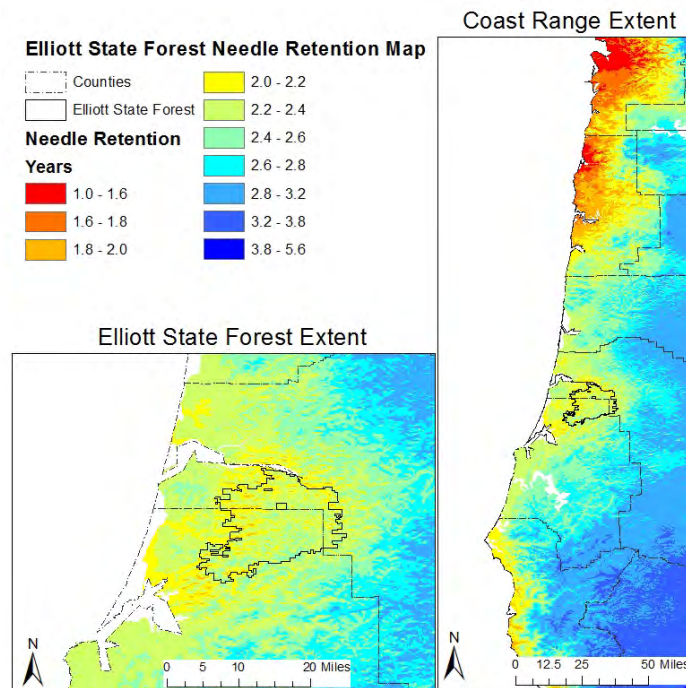 Coast Range Extent
Elliott State Forest Needle Retention Map
Counties
Elliott State Forest
Needle Retention
Years
1.0 - 1.6
1.6 - 1.8
1.8 - 2.0
2.0 - 2.2
2.2 - 2.4
2.4 - 2.6
2.6 - 2.8
2.8 - 3.2
3.2 - 3.8
3.8 - 5.6
Elliott State Forest Extent
N
0 5 10 20 Miles
N
0 12.5 25 50 Miles